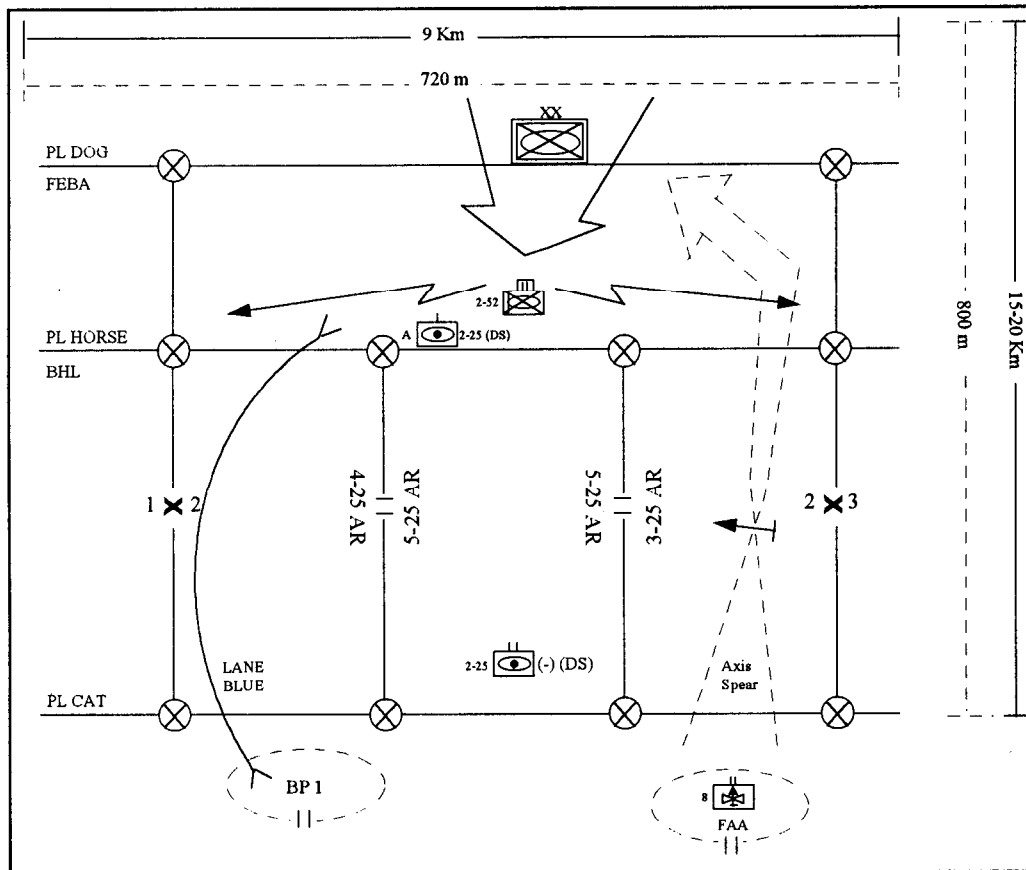 9 Km
720 m
XX
PL DOG
FEBA
2-52
A 2-25 (DS)
PL HORSE
BHL
800 m
15-20 Km
1 X 2
4-25 AR
5-25 AR
5-25 AR
3-25 AR
2 X 3
2-25 (-) (DS)
LANE
BLUE
Axis
Spear
PL CAT
BP 1
8
FAA